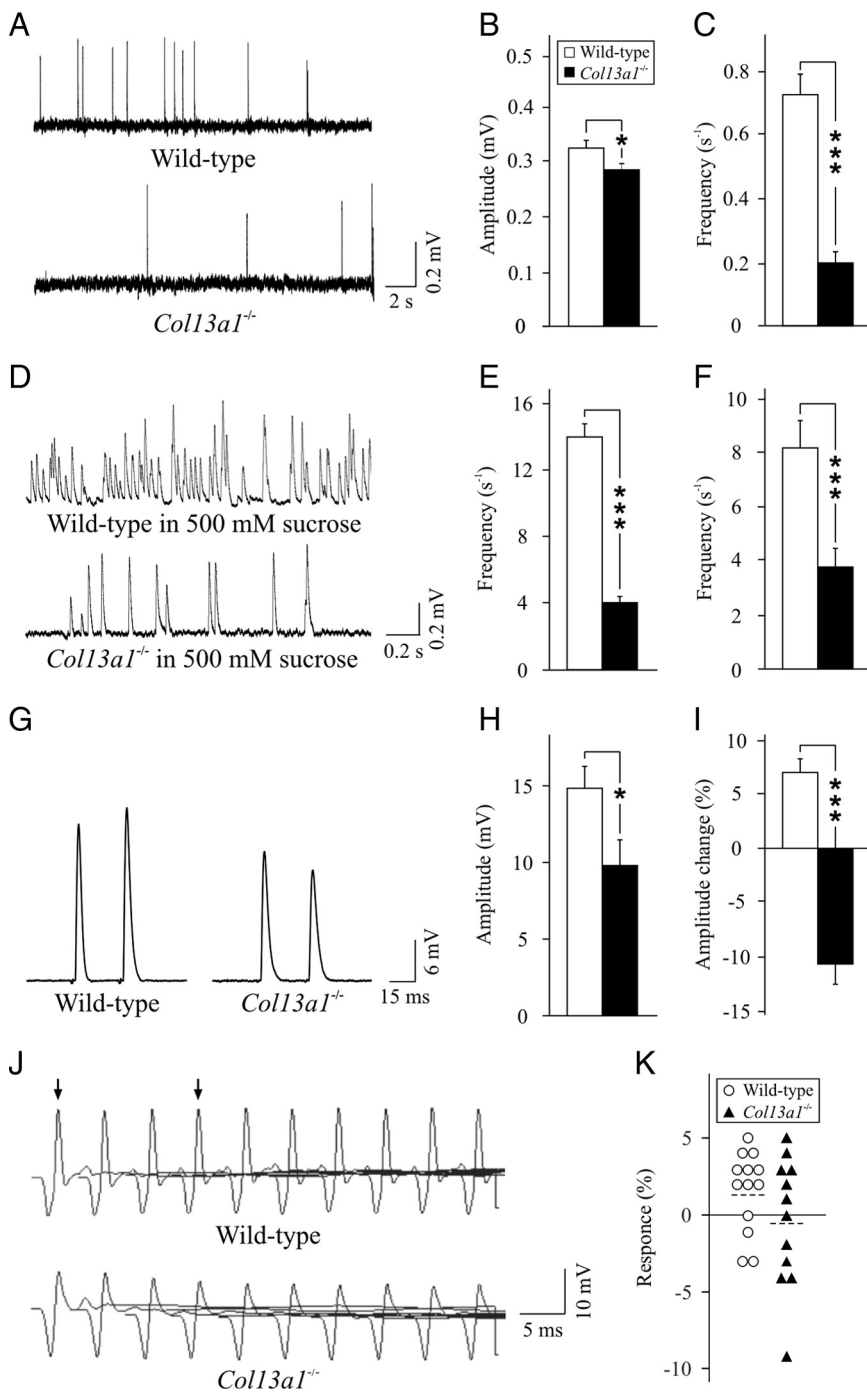 A
Wild-type
Col13a1-/-
2 s
0.2 mV
B
Wild-type
Col13a1-/-
Amplitude (mV)
0.5
0.4
0.3
0.2
0.1
0
*
C
Frequency (s-1)
0.8
0.6
0.4
0.2
0
***
D
Wild-type in 500 mM sucrose
Col13a1-/- in 500 mM sucrose
0.2 s
0.2 mV
E
Frequency (s-1)
16
12
8
4
0
***
F
Frequency (s-1)
10
8
6
4
2
0
***
G
Wild-type
Col13a1-/-
15 ms
6 mV
H
Amplitude (mV)
15
10
5
0
*
I
Amplitude change (%)
10
5
0
-5
-10
-15
***
J
Wild-type
Col13a1-/-
5 ms
10 mV
K
Wild-type
Col13a1-/-
Responce (%)
5
0
-5
-10